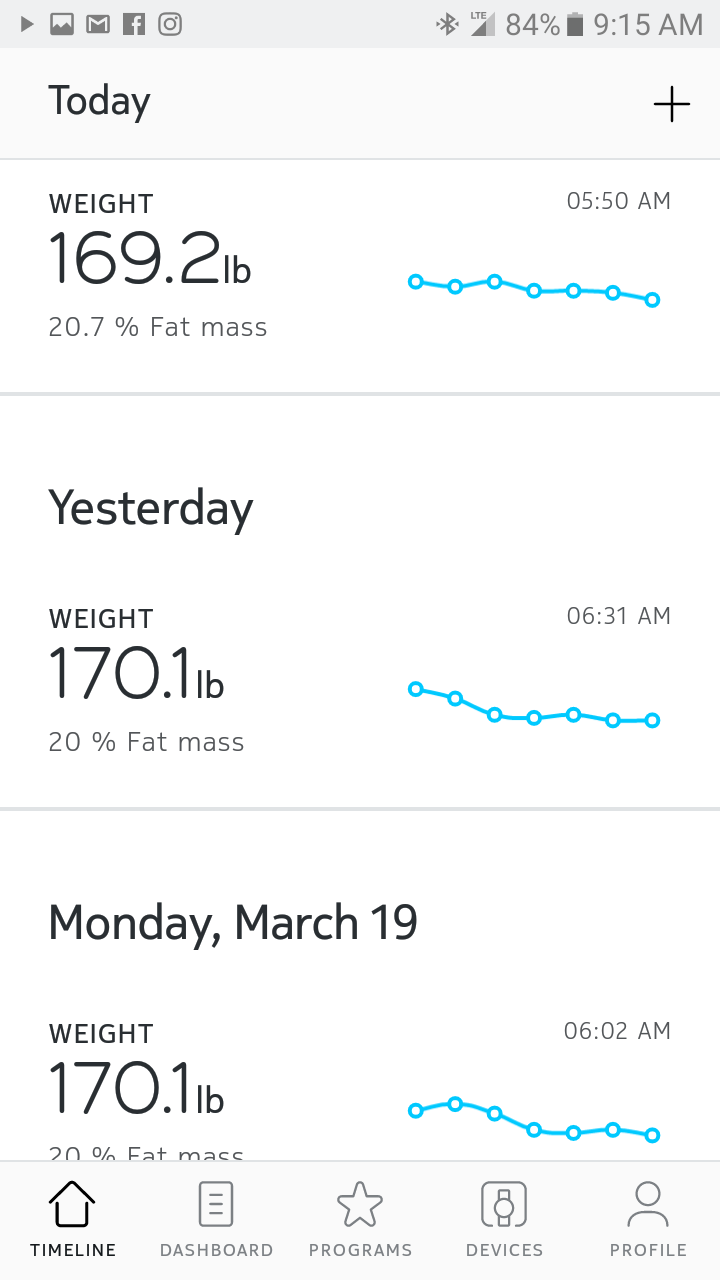 LTE 84% 9:15 AM
Today
WEIGHT 05:50 AM
169.2lb
20.7 % Fat mass
Yesterday
WEIGHT 06:31 AM
170.1lb
20 % Fat mass
Monday, March 19
WEIGHT 06:02 AM
170.1lb
20 % Fat mass
TIMELINE DASHBOARD PROGRAMS DEVICES PROFILE